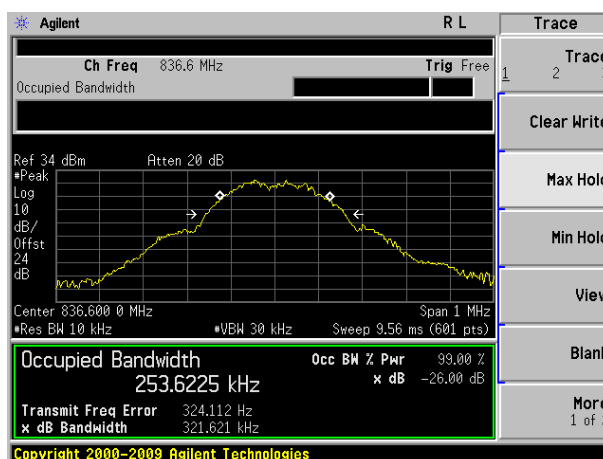 Agilent R L Trace
Ch Freq 836.6 MHz Trig Free
Occupied Bandwidth
Trace
1 2
Clear Write
Max Hold
Min Hold
View
Blank
More
1 of
Ref 34 dBm Atten 20 dB
#Peak
Log
10
dB/
Offst
24
dB
Center 836.600 0 MHz Span 1 MHz
#Res BW 10 kHz #VBW 30 kHz Sweep 9.56 ms (601 pts)
Occupied Bandwidth Occ BW % Pwr 99.00 %
253.6225 kHz x dB -26.00 dB
Transmit Freq Error 324.112 Hz
x dB Bandwidth 321.621 kHz
Copyright 2000-2009 Agilent Technologies